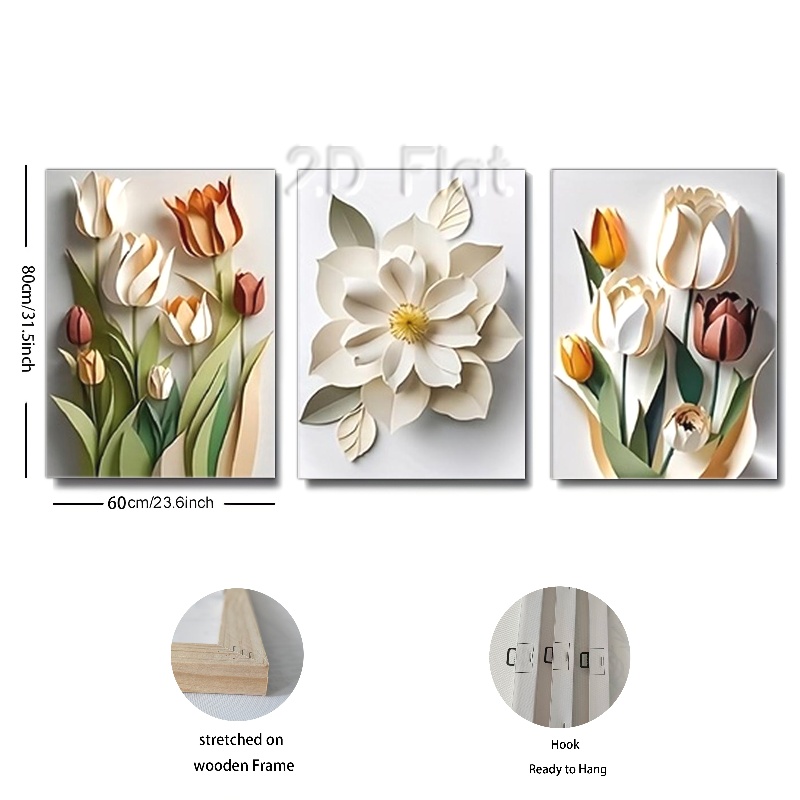 2D Flat
80cm/31.5inch
60cm/23.6inch
stretched on
wooden Frame
Hook
Ready to Hang